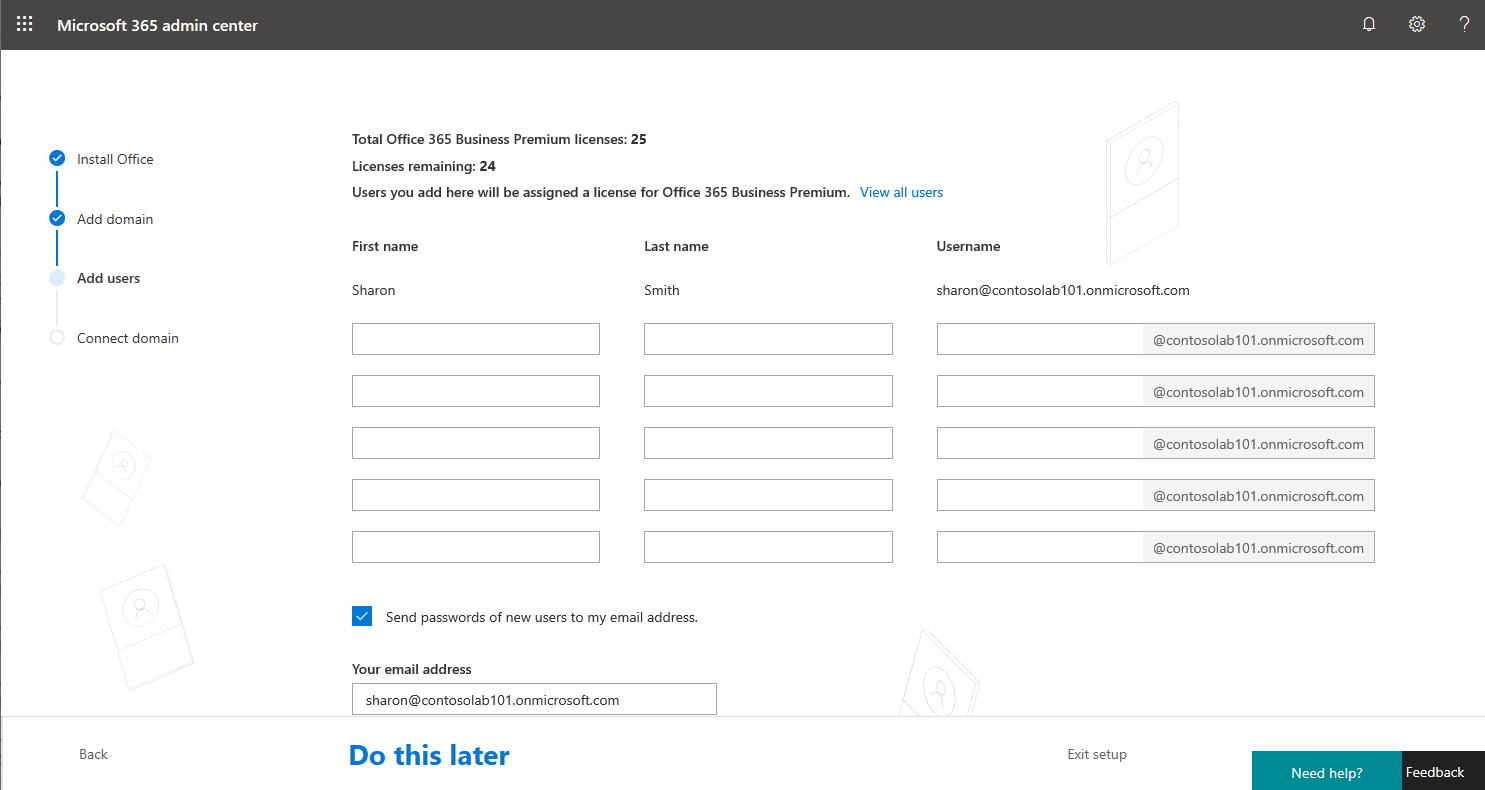 Microsoft 365 admin center
?
Install Office
Add domain
Add users
Connect domain
Total Office 365 Business Premium licenses: 25
Licenses remaining: 24
Users you add here will be assigned a license for Office 365 Business Premium. View all users
First name Last name Username
Sharon Smith sharon@contosolab101.onmicrosoft.com
@contosolab101.onmicrosoft.com
@contosolab101.onmicrosoft.com
@contosolab101.onmicrosoft.com
@contosolab101.onmicrosoft.com
@contosolab101.onmicrosoft.com
Send passwords of new users to my email address.
Your email address
sharon@contosolab101.onmicrosoft.com
Back Do this later Exit setup
Need help? Feedback